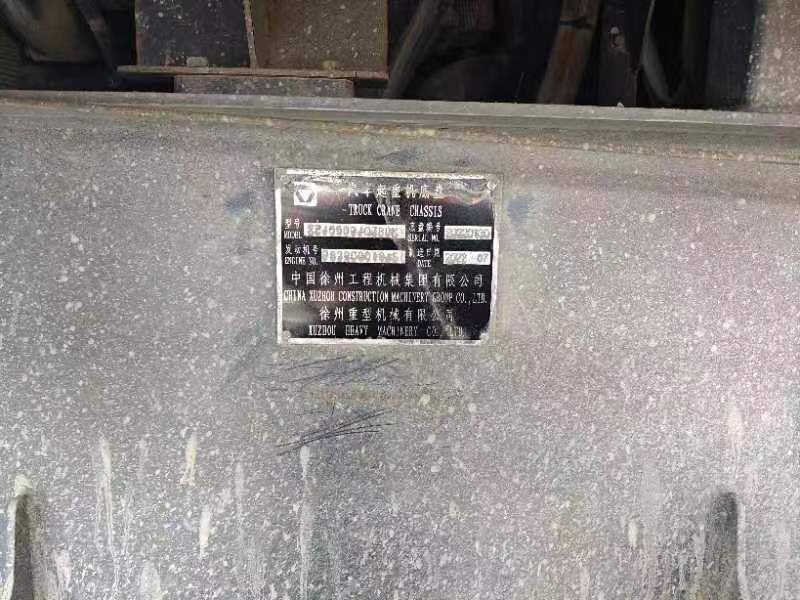 汽车起重机底盘
TRUCK CRANE CHASSIS
型号 底盘编号
MODEL SERIAL NO.
发动机号 制造日期
ENGINE NO. DATE
中国徐州工程机械集团有限公司
CHINA XUZHOU CONSTRUCTION MACHINERY GROUP CO., LTD.
徐州重型机械有限公司
XUZHOU HEAVY MACHINERY CO., LTD.